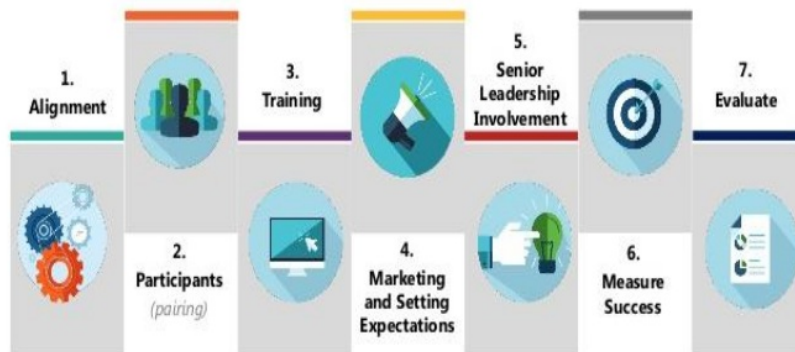 1.
Alignment
2.
Participants
(pairing)
3.
Training
4.
Marketing
and Setting
Expectations
5.
Senior
Leadership
Involvement
6.
Measure
Success
7.
Evaluate